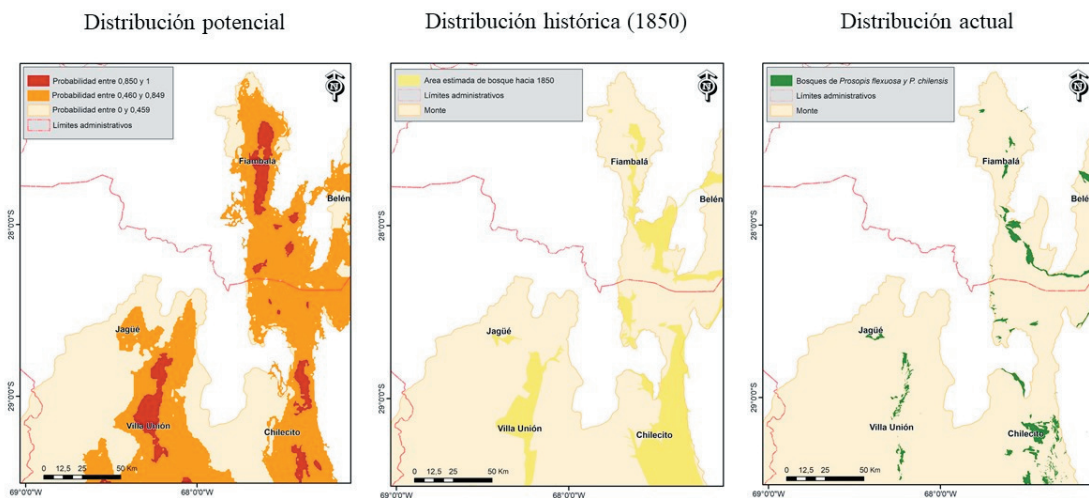 Distribución potencial
Probabilidad entre 0,850 y 1
Probabilidad entre 0,460 y 0,849
Probabilidad entre 0 y 0,459
Límites administrativos
N
Fiambala
Belén
Jagüé
Villa Unión
Chilecito
28°0'0"S
29°0'0"S
0 12,5 25 50 Km
69°0'0"W
68°0'0"W
Distribución histórica (1850)
Area estimada de bosque hacia 1850
Límites administrativos
Monte
N
Fiambalá
Belén
Jagüé
Villa Unión
Chilecito
28°0'0"S
29°0'0"S
0 12,5 25 50 Km
69°0'0"W
68°0'0"W
Distribución actual
Bosques de Prosopis flexuosa y P. chilensis
Límites administrativos
Monte
N
Fiambalá
Belén
Jagüé
Villa Unión
Chilecito
28°0'0"S
29°0'0"S
0 12,5 25 50 Km
69°0'0"W
68°0'0"W